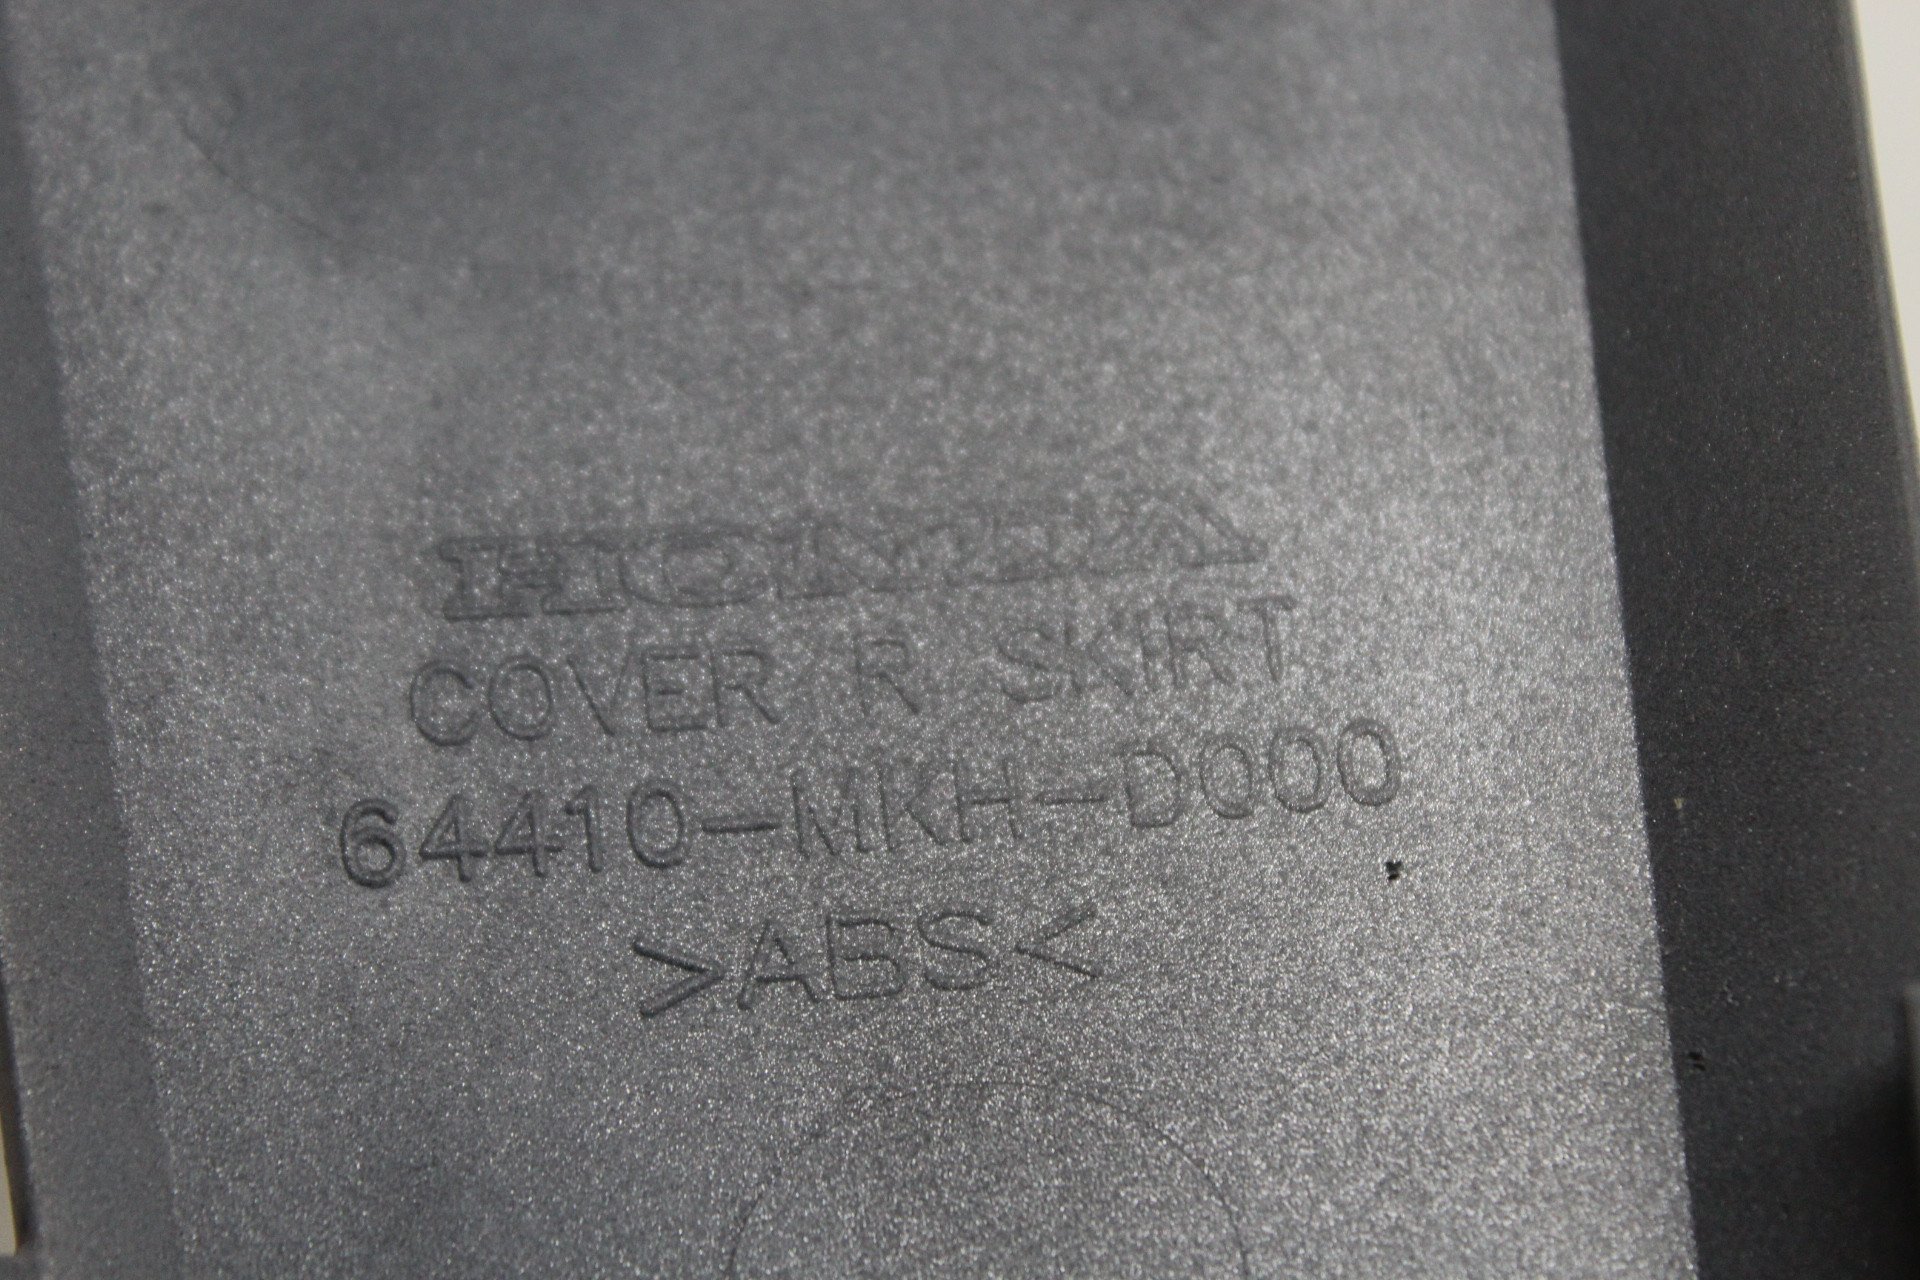 HONDA
COVER R SKIRT
64410-MKH-D000
>ABS<